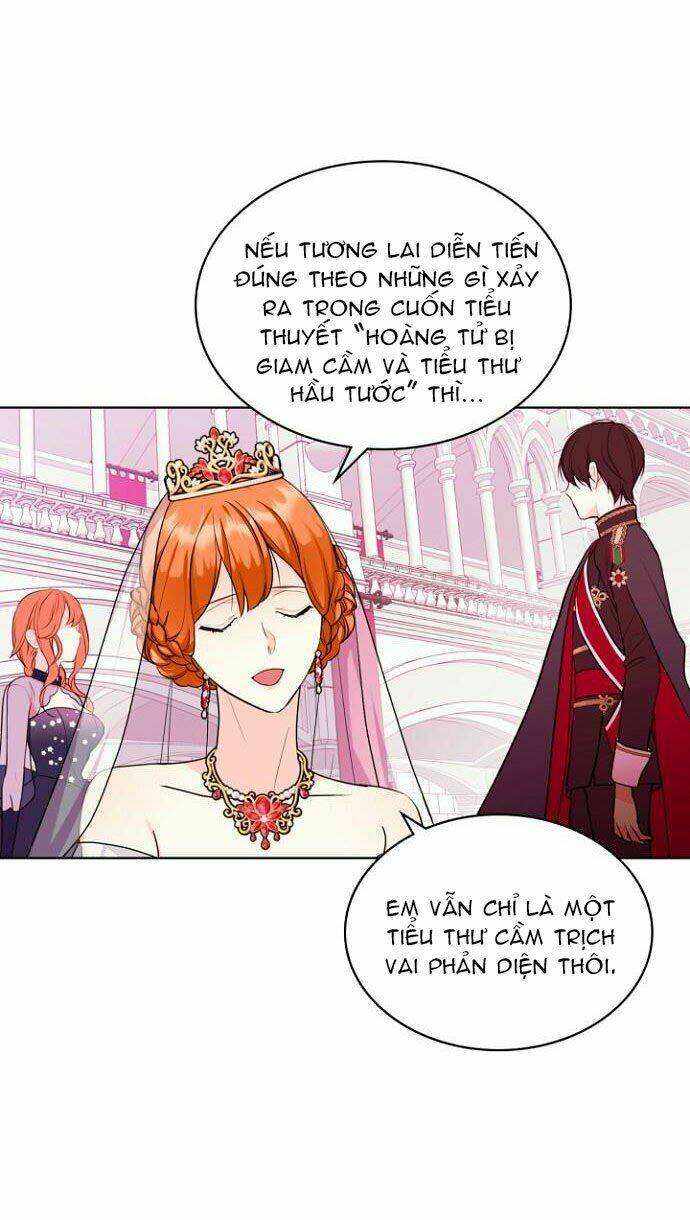 NẾU TƯƠNG LAI DIỄN TIẾN
ĐÚNG THEO NHỮNG GÌ XẢY
RA TRONG CUỐN TIỂU
THUYẾT "HOÀNG TỬ BỊ
GIAM CẦM VÀ TIỂU THƯ
HẦU TƯỚC" THÌ...
EM VẪN CHỈ LÀ MỘT
TIỂU THƯ CẦM TRỊCH
VAI PHẢN DIỆN THÔI.